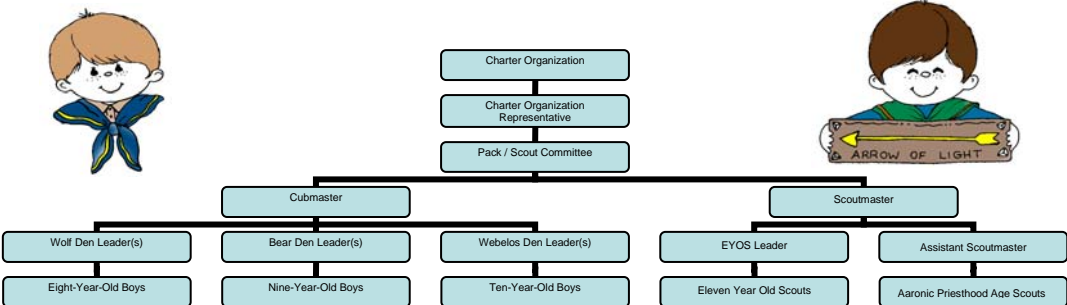 Charter Organization
Charter Organization
Representative
Pack / Scout Committee
ARROW OF LIGHT
Cubmaster
Scoutmaster
Wolf Den Leader(s)
Bear Den Leader(s)
Webelos Den Leader(s)
EYOS Leader
Assistant Scoutmaster
Eight-Year-Old Boys
Nine-Year-Old Boys
Ten-Year-Old Boys
Eleven Year Old Scouts
Aaronic Priesthood Age Scouts